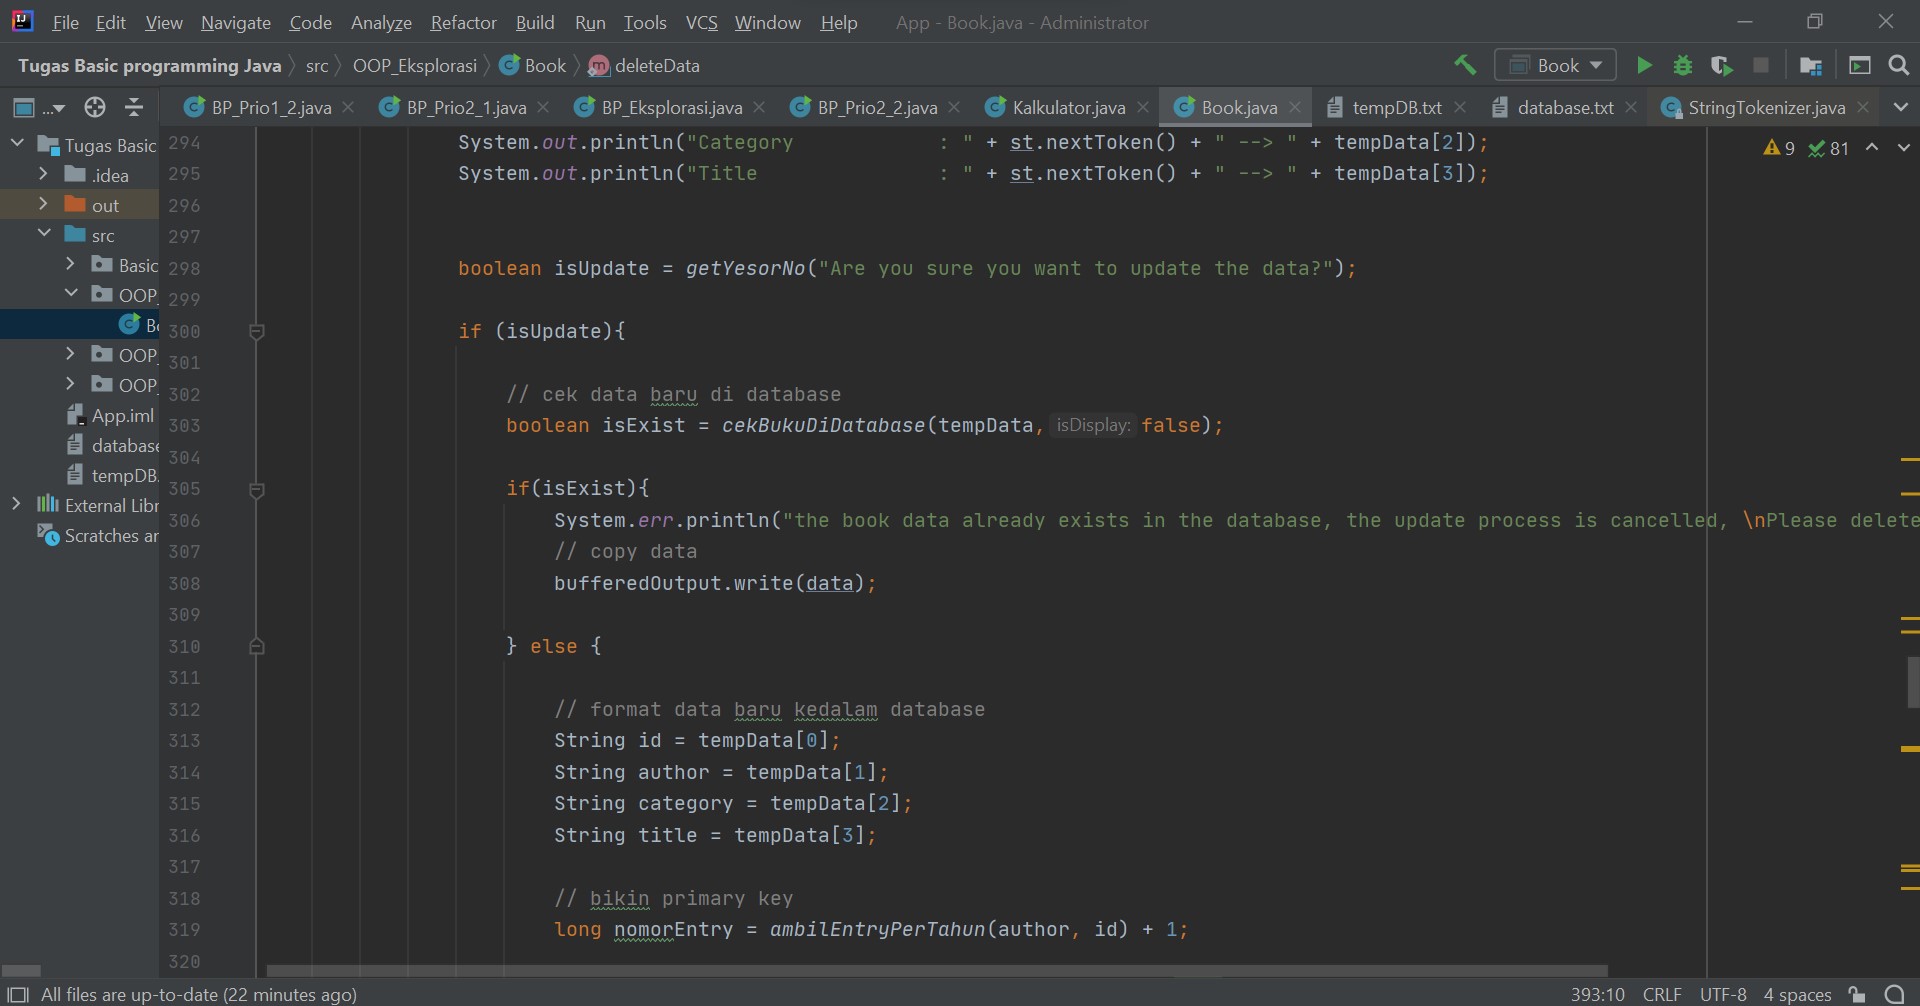 File Edit View Navigate Code Analyze Refactor Build Run Tools VCS Window Help App - Book.java - Administrator
Tugas Basic programming Java src OOP_Eksplorasi Book deleteData Book
... BP_Prio1_2.java BP_Prio2_1.java BP_Eksplorasi.java BP_Prio2_2.java Kalkulator.java Book.java tempDB.txt database.txt StringTokenizer.java
9 81
Tugas Basic
.idea
out
src
Basic
OOP_
Bo
OOP_
OOP_
App.iml
database
tempDB.
External Libr
Scratches ar
294 System.out.println("Category : " + st.nextToken() + " --> " + tempData[2]);
295 System.out.println("Title : " + st.nextToken() + " --> " + tempData[3]);
296
297
298 boolean isUpdate = getYesorNo("Are you sure you want to update the data?");
299
300 if (isUpdate){
301
302 // cek data baru di database
303 boolean isExist = cekBukuDiDatabase(tempData, isDisplay: false);
304
305 if(isExist){
306 System.err.println("the book data already exists in the database, the update process is cancelled, \nPlease delete
307 // copy data
308 bufferedOutput.write(data);
309
310 } else {
311
312 // format data baru kedalam database
313 String id = tempData[0];
314 String author = tempData[1];
315 String category = tempData[2];
316 String title = tempData[3];
317
318 // bikin primary key
319 long nomorEntry = ambilEntryPerTahun(author, id) + 1;
320
All files are up-to-date (22 minutes ago) 393:10 CRLF UTF-8 4 spaces